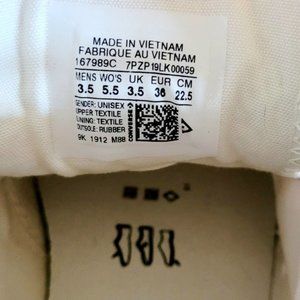 MADE IN VIETNAM
FABRIQUE AU VIETNAM
167989C 7PZP19LK00059
MENS WO'S UK EUR CM
3.5 5.5 3.5 36 22.5
GENDER: UNISEX
UPPER: TEXTILE
LINING: TEXTILE
OUTSOLE: RUBBER
9K 1912 M88
CONVERSE